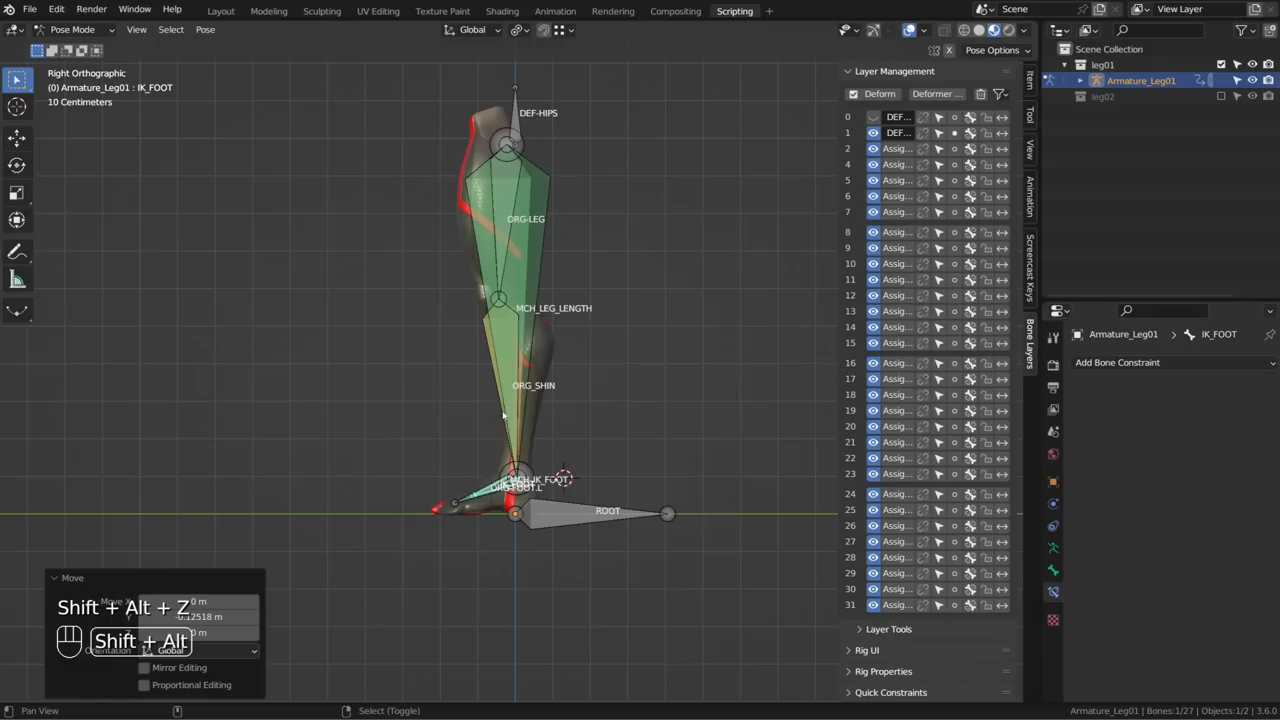 File Edit Render Window Help
Layout Modeling Sculpting UV Editing Texture Paint Shading Animation Rendering Compositing Scripting +
Scene
View Layer
Pose Mode
View Select Pose
Global
X Pose Options
Right Orthographic
(0) Armature_Leg01 : IK_FOOT
10 Centimeters
DEF-HIPS
ORG-LEG
MCH_LEG_LENGTH
ORG_SHIN
ROOT
Layer Management
Deform Deformer ...
0 DEF...
1 DEF...
2 Assig...
4 Assig...
5 Assig...
6 Assig...
7 Assig...
8 Assig...
9 Assig...
10 Assig...
11 Assig...
12 Assig...
13 Assig...
14 Assig...
15 Assig...
16 Assig...
17 Assig...
18 Assig...
19 Assig...
20 Assig...
21 Assig...
22 Assig...
23 Assig...
24 Assig...
25 Assig...
26 Assig...
27 Assig...
28 Assig...
29 Assig...
30 Assig...
31 Assig...
Layer Tools
Rig UI
Rig Properties
Quick Constraints
Item
Tool
View
Animation
Screencast Keys
Bone Layers
Scene Collection
leg01
Armature_Leg01
leg02
Armature_Leg01 IK_FOOT
Add Bone Constraint
Move
Move X 0 m
Y -0.12518 m
0 m
Orientation Global
Mirror Editing
Proportional Editing
Shift + Alt + Z
Shift + Alt
Pan View
Select (Toggle)
Armature_Leg01 | Bones:1/27 | Objects:1/2 | 3.6.0